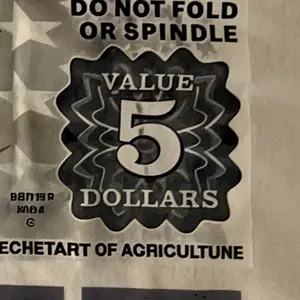 DO NOT FOLD
OR SPINDLE
VALUE
5
DOLLARS
G
ECHETART OF AGRICULTUNE